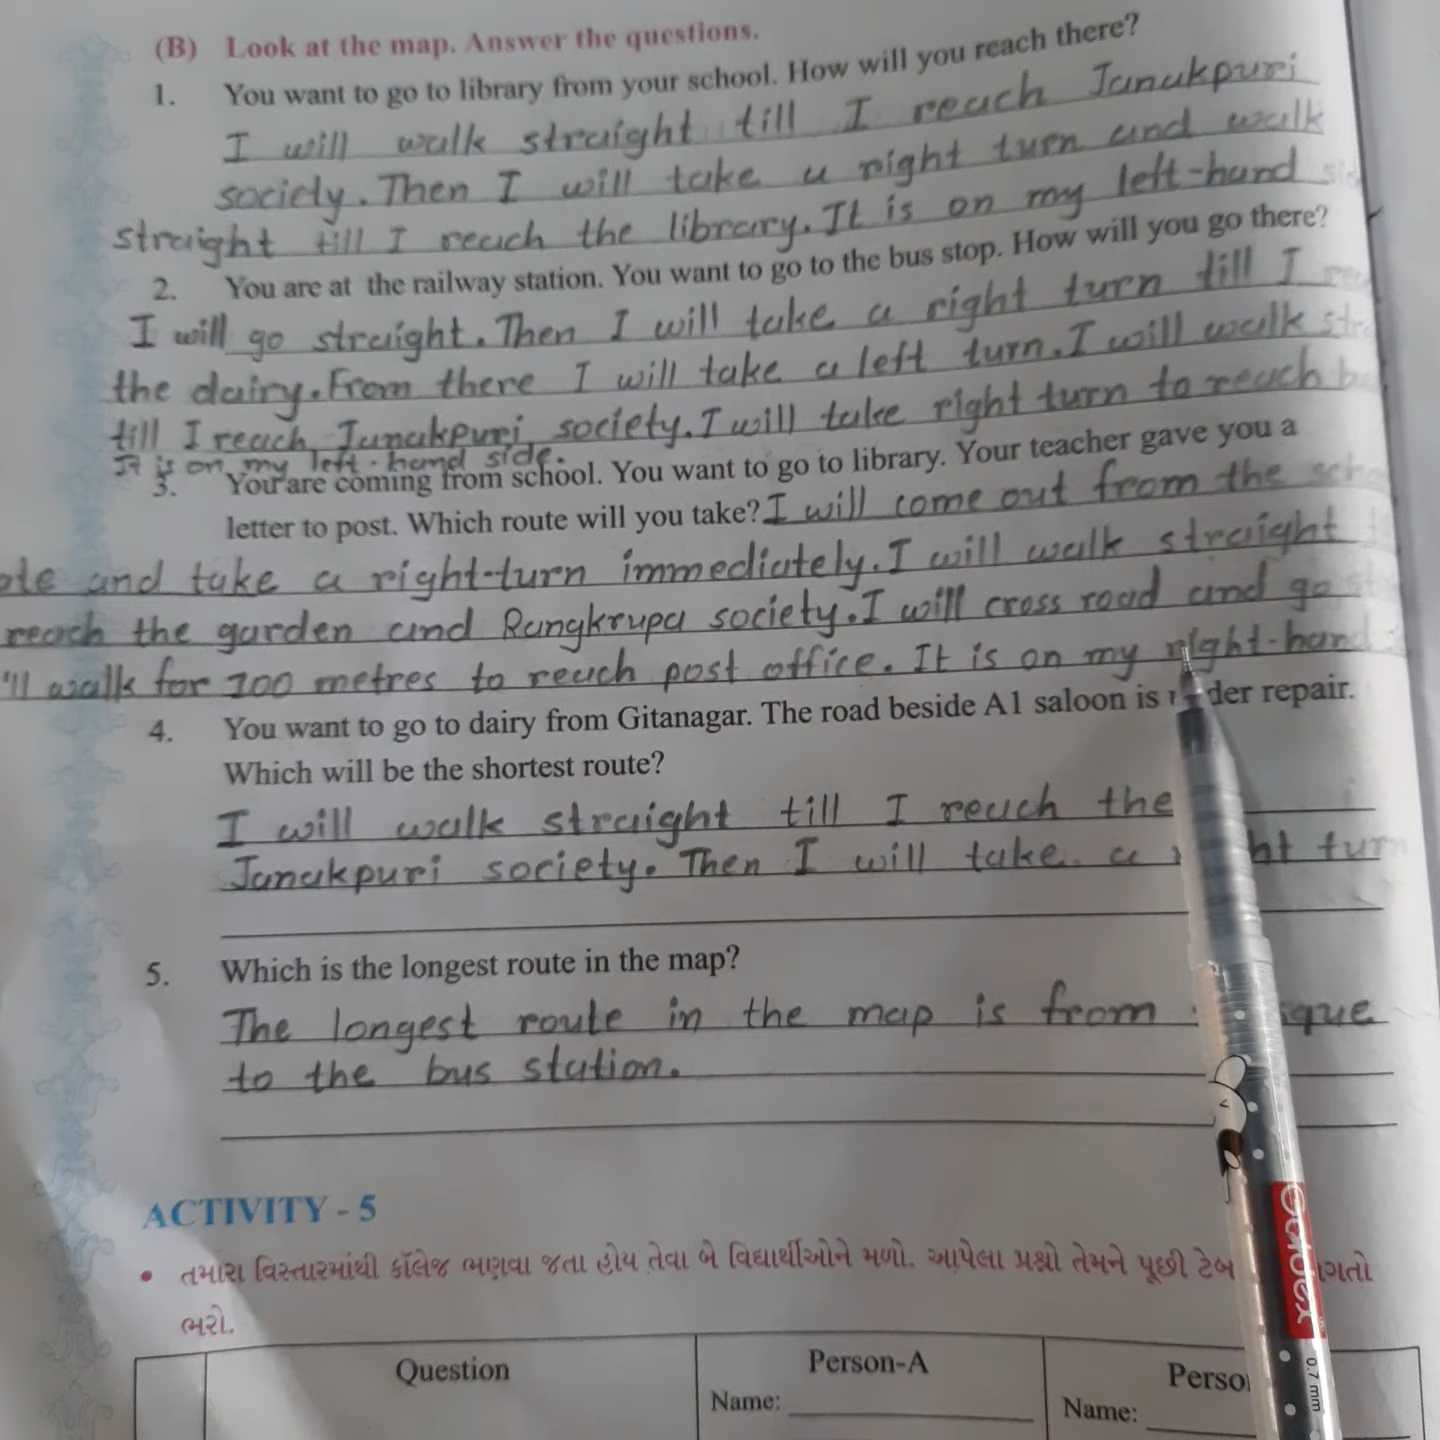 (B) Look at the map. Answer the questions.
1. You want to go to library from your school. How will you reach there?
I will walk straight till I reach Janakpuri
society. Then I will take a right turn and walk
straight till I reach the library. It is on my left-hand
2. You are at the railway station. You want to go to the bus stop. How will you go there?
I will go straight. Then I will take a right turn till I
the dairy. From there I will take a left turn. I will walk
till I reach Janakpuri society. I will take right turn to reach
It is on my left-hand side.
3. You are coming from school. You want to go to library. Your teacher gave you a
letter to post. Which route will you take? I will come out from the
and take a right-turn immediately. I will walk straight
reach the garden and Rangkrupa society. I will cross road and go
'll walk for 100 metres to reach post office. It is on my right-hand
4. You want to go to dairy from Gitanagar. The road beside A1 saloon is under repair.
Which will be the shortest route?
I will walk straight till I reach the
Janakpuri society. Then I will take a turn
5. Which is the longest route in the map?
The longest route in the map is from
to the bus station.
ACTIVITY - 5
• તમારા વિસ્તારમાંથી કૉલેજ ભણવા જતા હોય તેવા બે વિદ્યાર્થીઓને મળો. આપેલા પ્રશ્નો તેમને પૂછી
ભરો.
Question
Person-A
Name:
Name:
0.7 mm